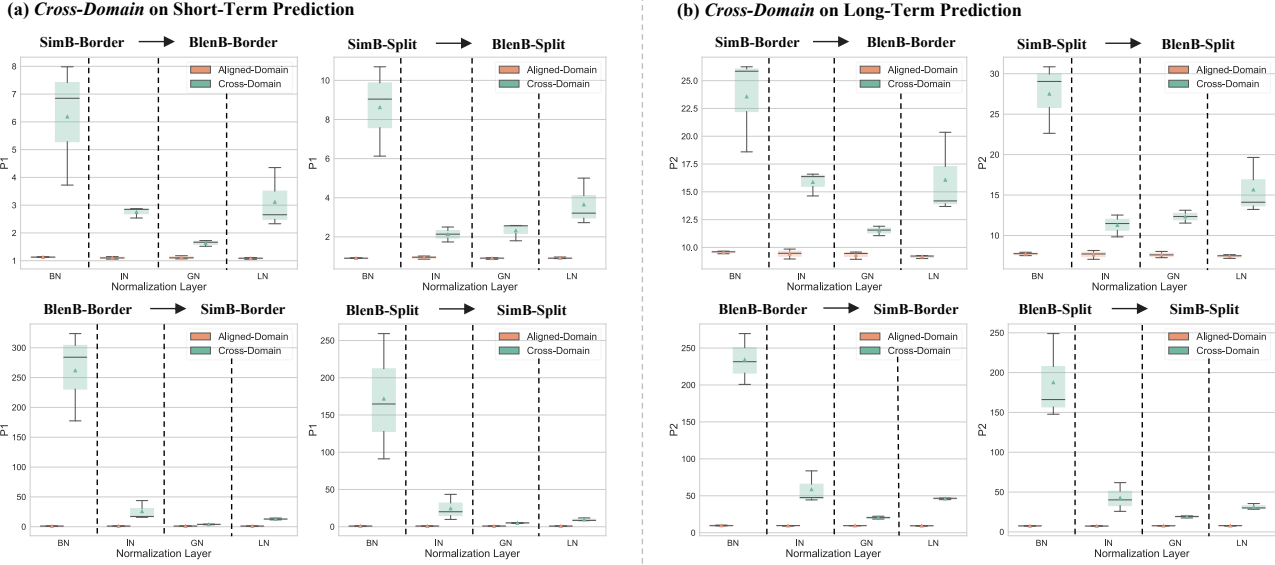 (a) Cross-Domain on Short-Term Prediction
SimB-Border → BlenB-Border
P1
8
7
6
5
4
3
2
1
Aligned-Domain
Cross-Domain
BN IN GN LN
Normalization Layer
SimB-Split → BlenB-Split
P1
10
8
6
4
2
Aligned-Domain
Cross-Domain
BN IN GN LN
Normalization Layer
BlenB-Border → SimB-Border
P1
300
250
200
150
100
50
0
Aligned-Domain
Cross-Domain
BN IN GN LN
Normalization Layer
BlenB-Split → SimB-Split
P1
250
200
150
100
50
0
Aligned-Domain
Cross-Domain
BN IN GN LN
Normalization Layer
(b) Cross-Domain on Long-Term Prediction
SimB-Border → BlenB-Border
P2
25.0
22.5
20.0
17.5
15.0
12.5
10.0
Aligned-Domain
Cross-Domain
BN IN GN LN
Normalization Layer
SimB-Split → BlenB-Split
P2
30
25
20
15
10
Aligned-Domain
Cross-Domain
BN IN GN LN
Normalization Layer
BlenB-Border → SimB-Border
P2
250
200
150
100
50
0
Aligned-Domain
Cross-Domain
BN IN GN LN
Normalization Layer
BlenB-Split → SimB-Split
P2
250
200
150
100
50
0
Aligned-Domain
Cross-Domain
BN IN GN LN
Normalization Layer